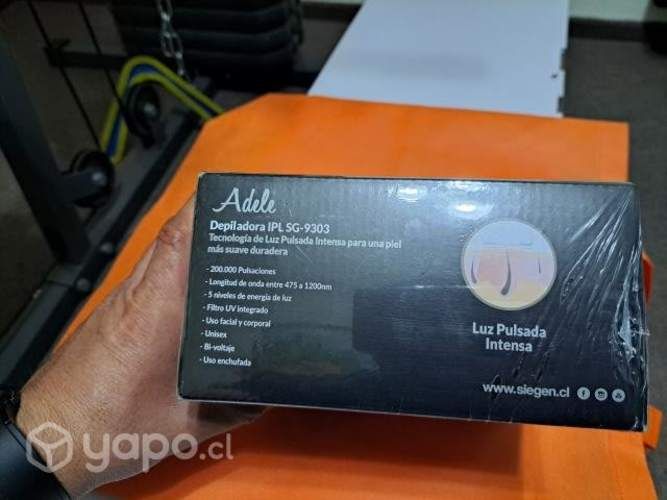 Adele
Depiladora IPL SG-9303
Tecnología de Luz Pulsada Intensa para una piel
más suave duradera
- 200.000 Pulsaciones
- Longitud de onda entre 475 a 1200nm
- 5 niveles de energía de luz
- Filtro UV integrado
- Uso facial y corporal
- Unisex
- Bi-voltaje
- Uso enchufada
Luz Pulsada
Intensa
www.siegen.cl
yapo.cl